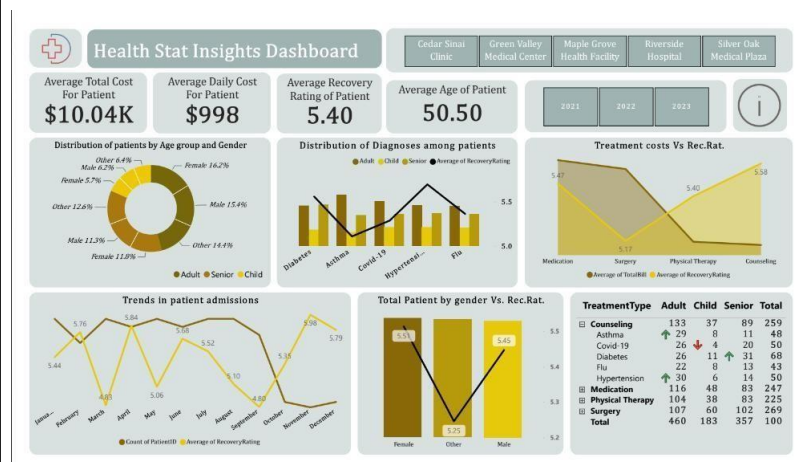 Health Stat Insights Dashboard
Cedar Sinai
Clinic
Green Valley
Medical Center
Maple Grove
Health Facility
Riverside
Hospital
Silver Oak
Medical Plaza
Average Total Cost
For Patient
$10.04K
Average Daily Cost
For Patient
$998
Average Recovery
Rating of Patient
5.40
Average Age of Patient
50.50
2021
2022
2023
i
Distribution of patients by Age group and Gender
Other 6.4%
Male 6.2%
Female 5.7%
Other 12.6%
Male 11.3%
Female 11.8%
Female 16.2%
Male 15.4%
Other 14.4%
Adult Senior Child
Distribution of Diagnoses among patients
Adult Child Senior Average of RecoveryRating
5.5
5.0
Diabetes
Asthma
Covid-19
Hypertensi...
Flu
Treatment costs Vs Rec.Rat.
5.47
5.17
5.40
5.58
Medication Surgery Physical Therapy Counseling
Average of TotalBill Average of RecoveryRating
Trends in patient admissions
5.44
5.76
4.83
5.84
5.06
5.68
5.52
5.10
4.80
5.35
5.98
5.79
Janua...
February
March
April
May
June
July
August
September
October
November
December
Count of PatientID Average of RecoveryRating
Total Patient by gender Vs. Rec.Rat.
5.51
5.25
5.45
5.5
5.4
5.3
5.2
Female Other Male
TreatmentType Adult Child Senior Total
Counseling 133 37 89 259
Asthma 29 8 11 48
Covid-19 26 4 20 50
Diabetes 26 11 31 68
Flu 22 8 13 43
Hypertension 30 6 14 50
Medication 116 48 83 247
Physical Therapy 104 38 83 225
Surgery 107 60 102 269
Total 460 183 357 100